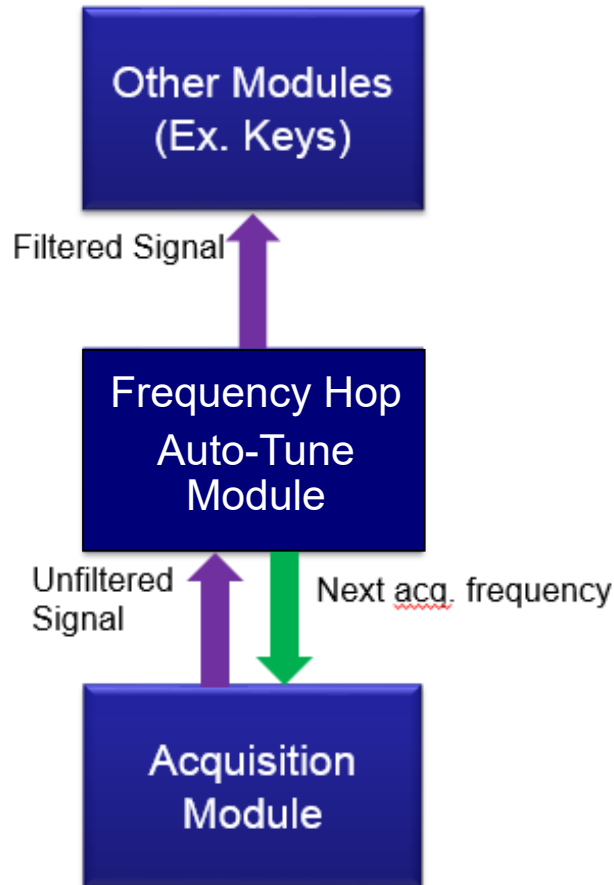 Other Modules
(Ex. Keys)
Filtered Signal
Frequency Hop
Auto-Tune
Module
Unfiltered
Signal
Next acq. frequency
Acquisition
Module